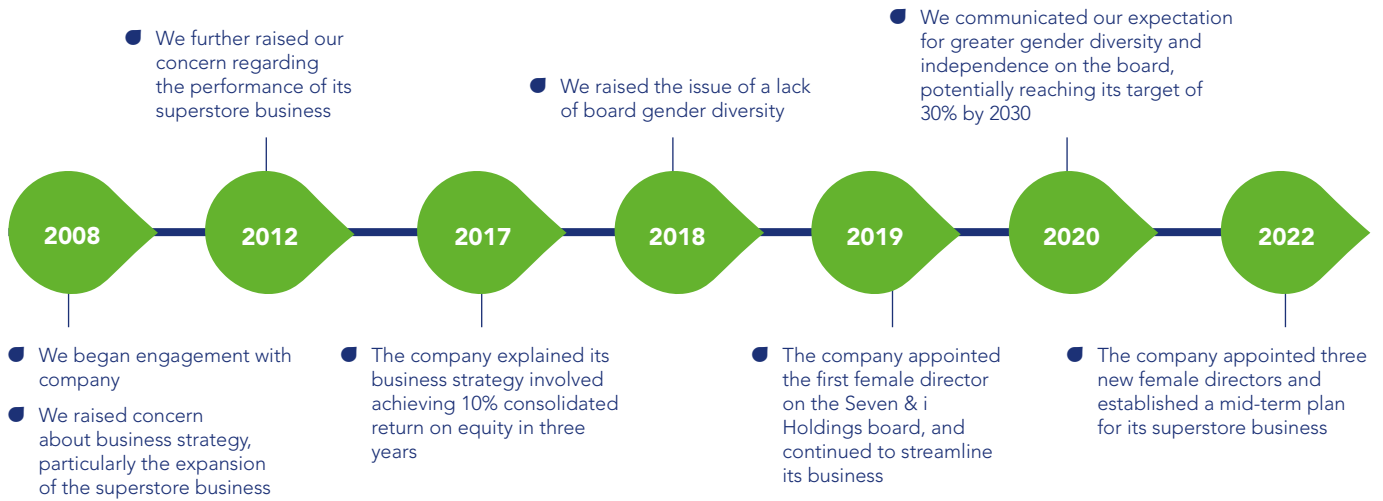 We further raised our
concern regarding
the performance of its
superstore business
We raised the issue of a lack
of board gender diversity
We communicated our expectation
for greater gender diversity and
independence on the board,
potentially reaching its target of
30% by 2030
2008
2012
2017
2018
2019
2020
2022
We began engagement with
company
We raised concern
about business strategy,
particularly the expansion
of the superstore business
The company explained its
business strategy involved
achieving 10% consolidated
return on equity in three
years
The company appointed
the first female director
on the Seven & i
Holdings board, and
continued to streamline
its business
The company appointed three
new female directors and
established a mid-term plan
for its superstore business